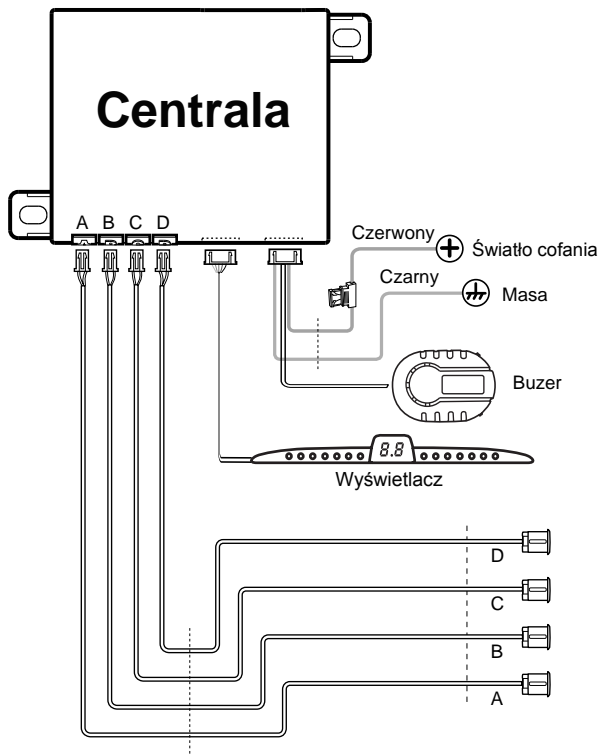 Centrala
A B C D
Czerwony
Światło cofania
Czarny
Masa
Buzer
8.8
Wyświetlacz
D
C
B
A